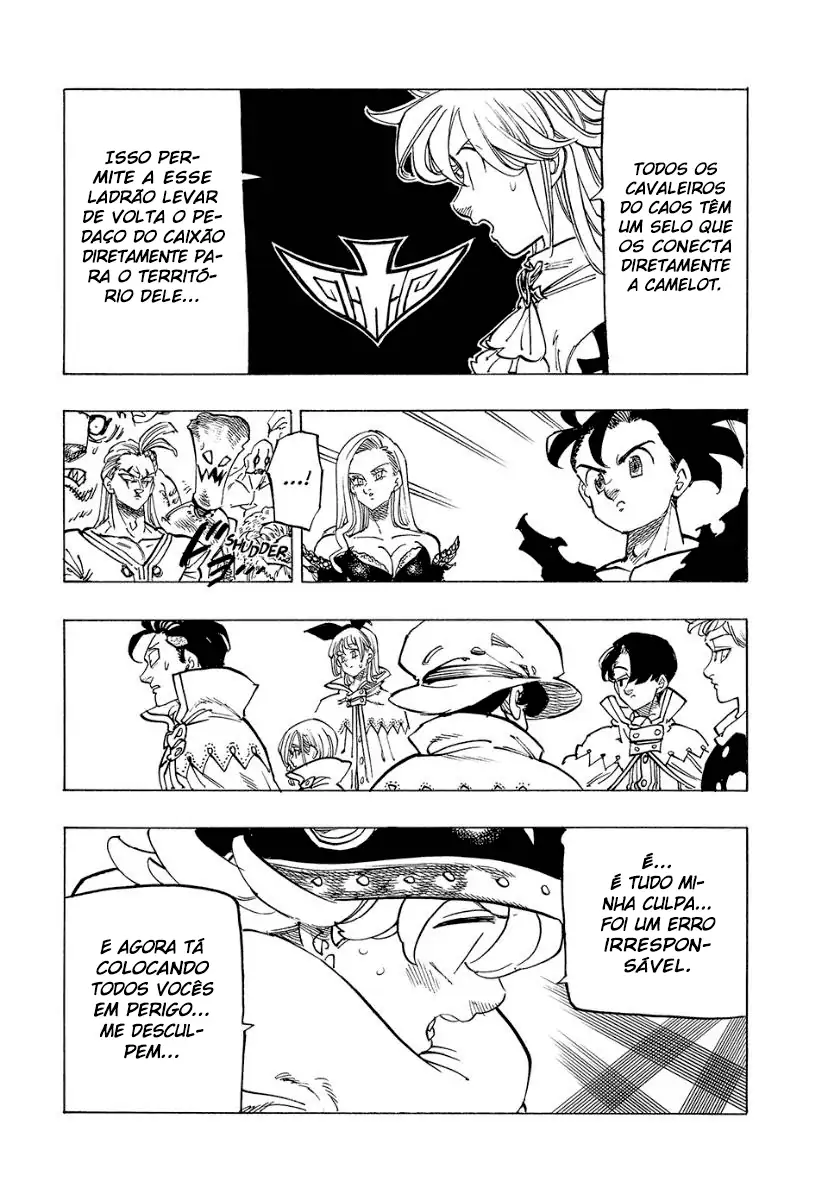 TODOS OS
CAVALEIROS
DO CAOS TÊM
UM SELO QUE
OS CONECTA
DIRETAMENTE
A CAMELOT.
ISSO PER-
MITE A ESSE
LADRÃO LEVAR
DE VOLTA O PE-
DAÇO DO CAIXÃO
DIRETAMENTE PA-
RA O TERRITÓ-
RIO DELE...
...!
SHUDDER
É...
É TUDO MI-
NHA CULPA...
FOI UM ERRO
IRRESPON-
SÁVEL.
E AGORA TÁ
COLOCANDO
TODOS VOCÊS
EM PERIGO...
ME DESCUL-
PEM...